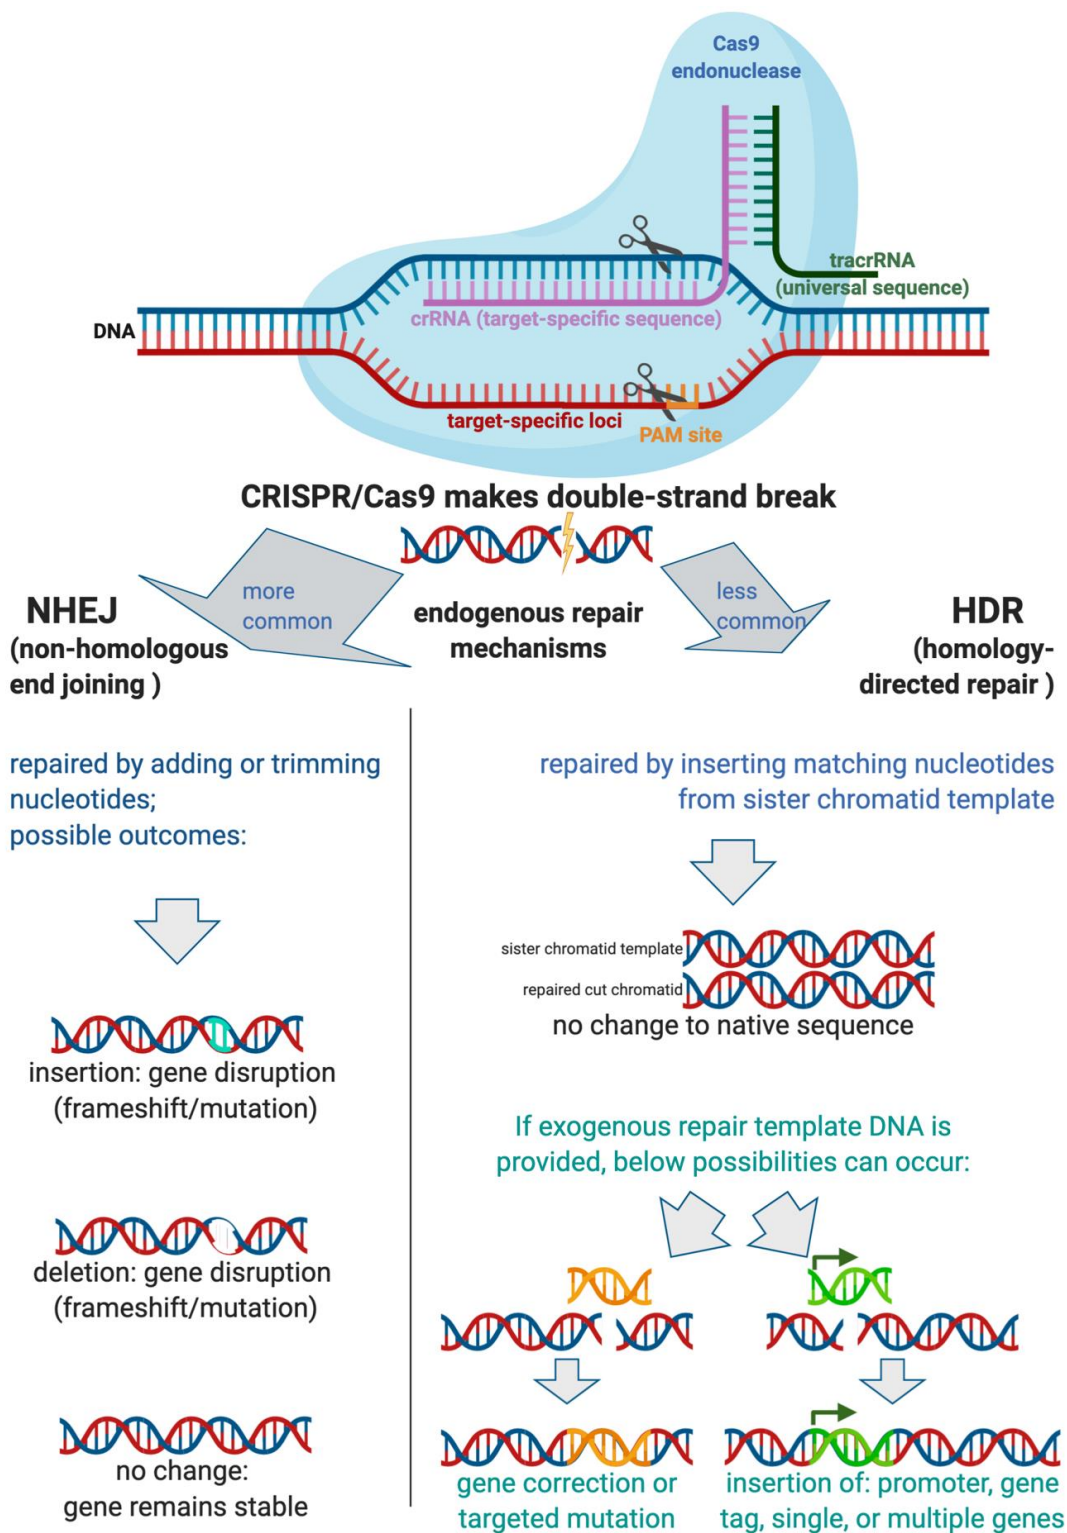 Cas9
endonuclease
tracrRNA
(universal sequence)
DNA
crRNA (target-specific sequence)
target-specific loci
PAM site
CRISPR/Cas9 makes double-strand break
more
common
endogenous repair
mechanisms
less
common
NHEJ
(non-homologous
end joining )
HDR
(homology-
directed repair )
repaired by adding or trimming
nucleotides;
possible outcomes:
insertion: gene disruption
(frameshift/mutation)
deletion: gene disruption
(frameshift/mutation)
no change:
gene remains stable
repaired by inserting matching nucleotides
from sister chromatid template
sister chromatid template
repaired cut chromatid
no change to native sequence
If exogenous repair template DNA is
provided, below possibilities can occur:
gene correction or
targeted mutation
insertion of: promoter, gene
tag, single, or multiple genes